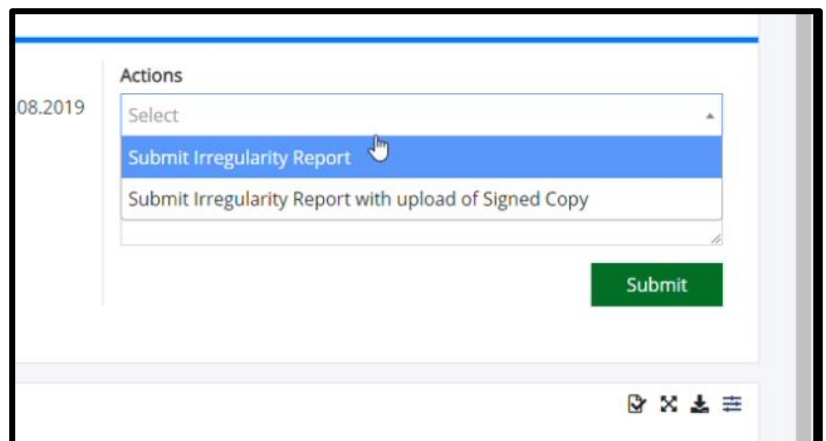 Actions
.08.2019
Select
Submit Irregularity Report
Submit Irregularity Report with upload of Signed Copy
Submit